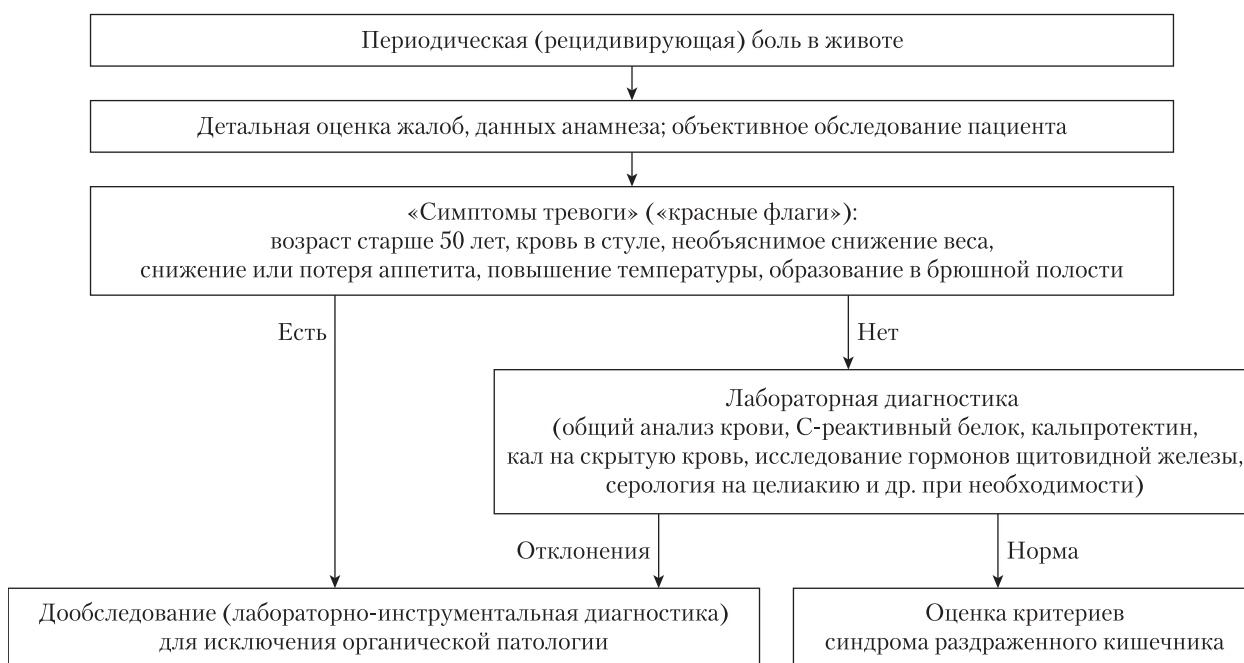 Периодическая (рецидивирующая) боль в животе
Детальная оценка жалоб, данных анамнеза; объективное обследование пациента
«Симптомы тревоги» («красные флаги»):
возраст старше 50 лет, кровь в стуле, необъяснимое снижение веса,
снижение или потеря аппетита, повышение температуры, образование в брюшной полости
Есть
Нет
Лабораторная диагностика
(общий анализ крови, С-реактивный белок, кальпротектин,
кал на скрытую кровь, исследование гормонов щитовидной железы,
серология на целиакию и др. при необходимости)
Отклонения
Норма
Дообследование (лабораторно-инструментальная диагностика)
для исключения органической патологии
Оценка критериев
синдрома раздраженного кишечника